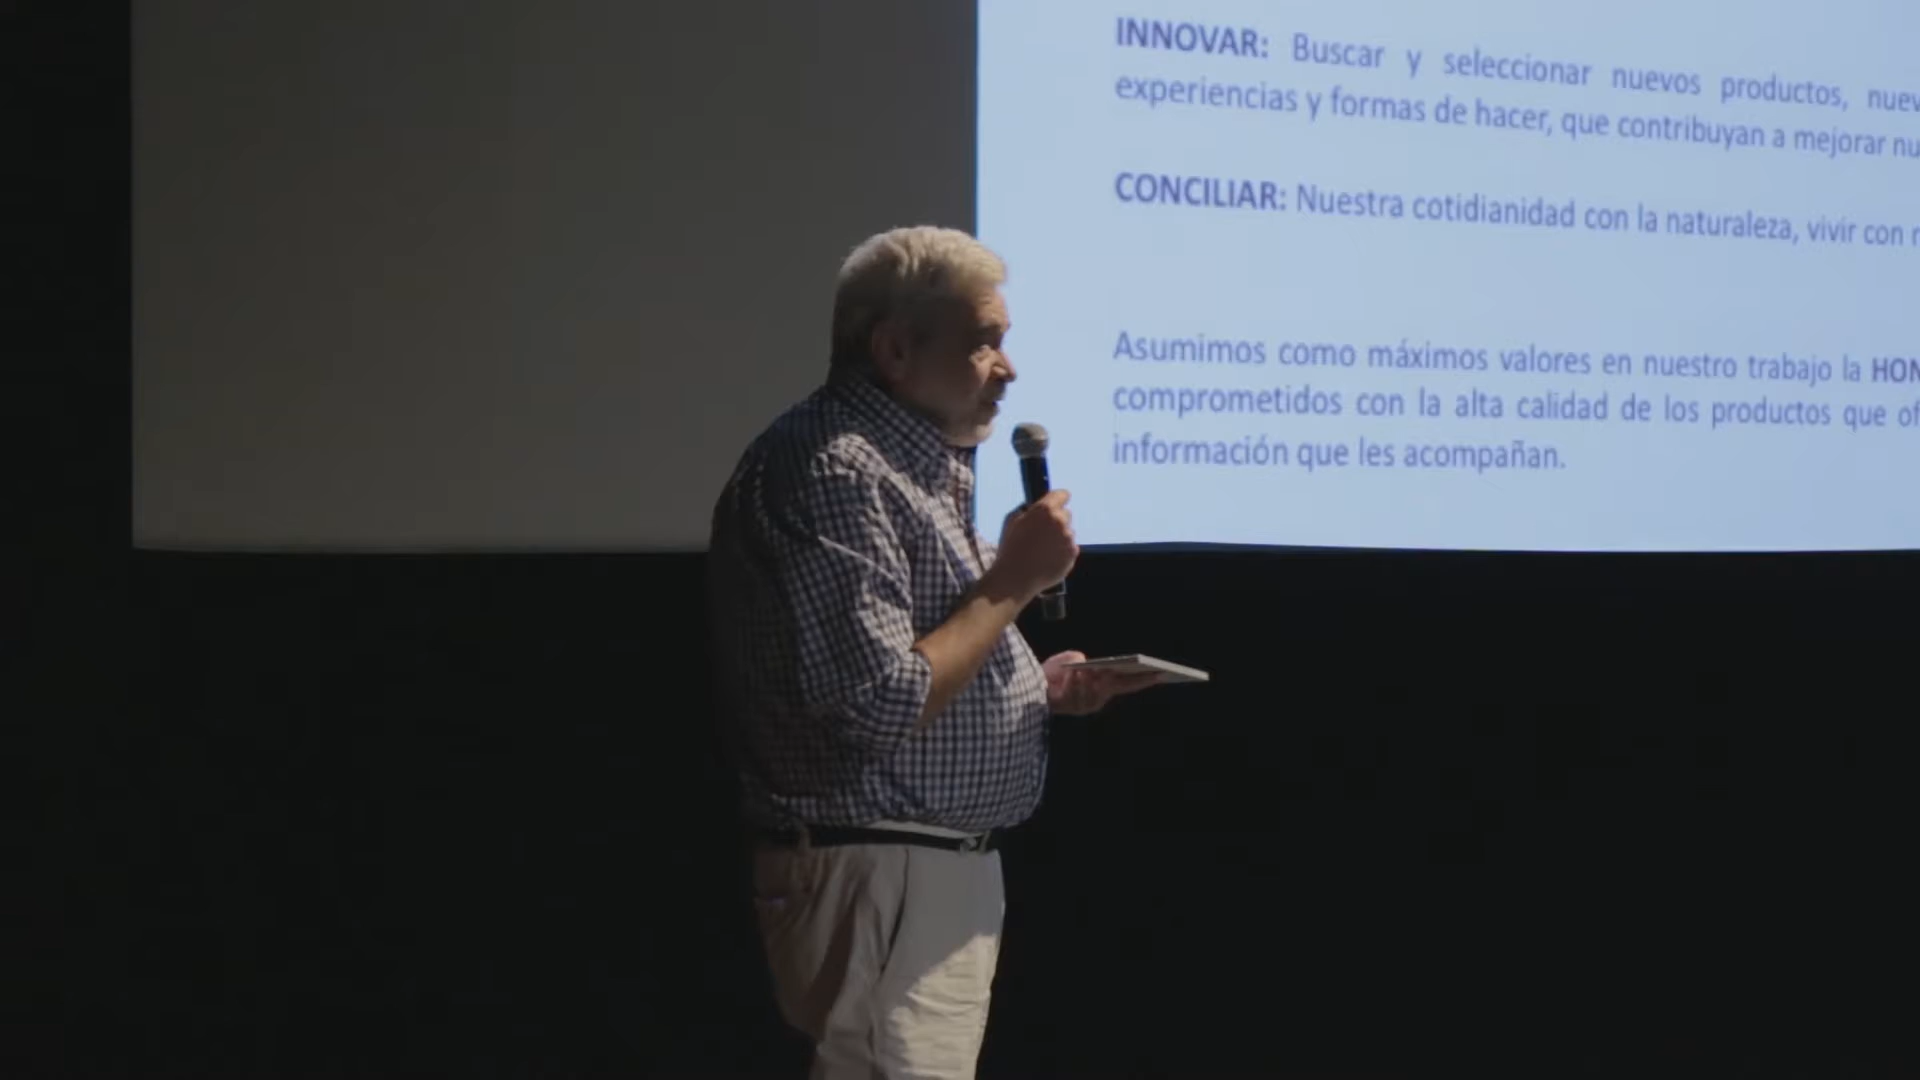 INNOVAR: Buscar y seleccionar nuevos productos,
experiencias y formas de hacer, que contribuyan a mejorar
CONCILIAR: Nuestra cotidianidad con la naturaleza, vivir con
Asumimos como máximos valores en nuestro trabajo la
comprometidos con la alta calidad de los productos que
información que les acompañan.